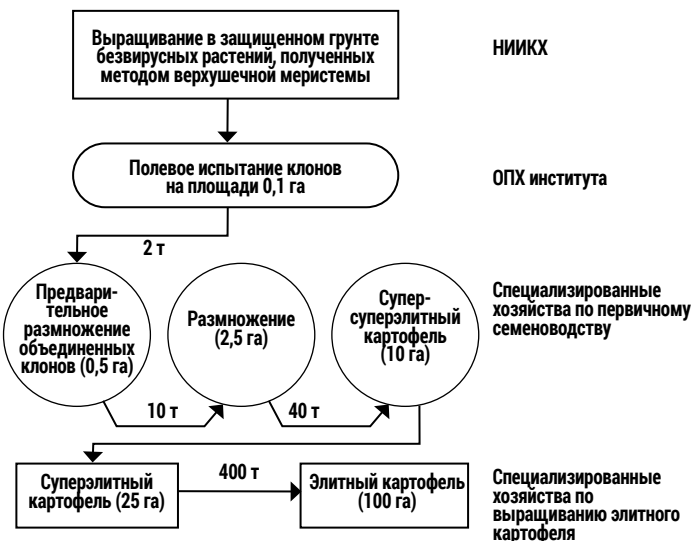 Выращивание в защищенном грунте
безвирусных растений, полученных
методом верхушечной меристемы
НИИКХ
Полевое испытание клонов
на площади 0,1 га
ОПХ института
2 т
Предвари-
тельное
размножение
объединенных
клонов (0,5 га)
Размножение
(2,5 га)
Супер-
суперэлитный
картофель
(10 га)
Специализированные
хозяйства по первичному
семеноводству
10 т
40 т
Суперэлитный
картофель (25 га)
400 т
Элитный картофель
(100 га)
Специализированные
хозяйства по
выращиванию элитного
картофеля